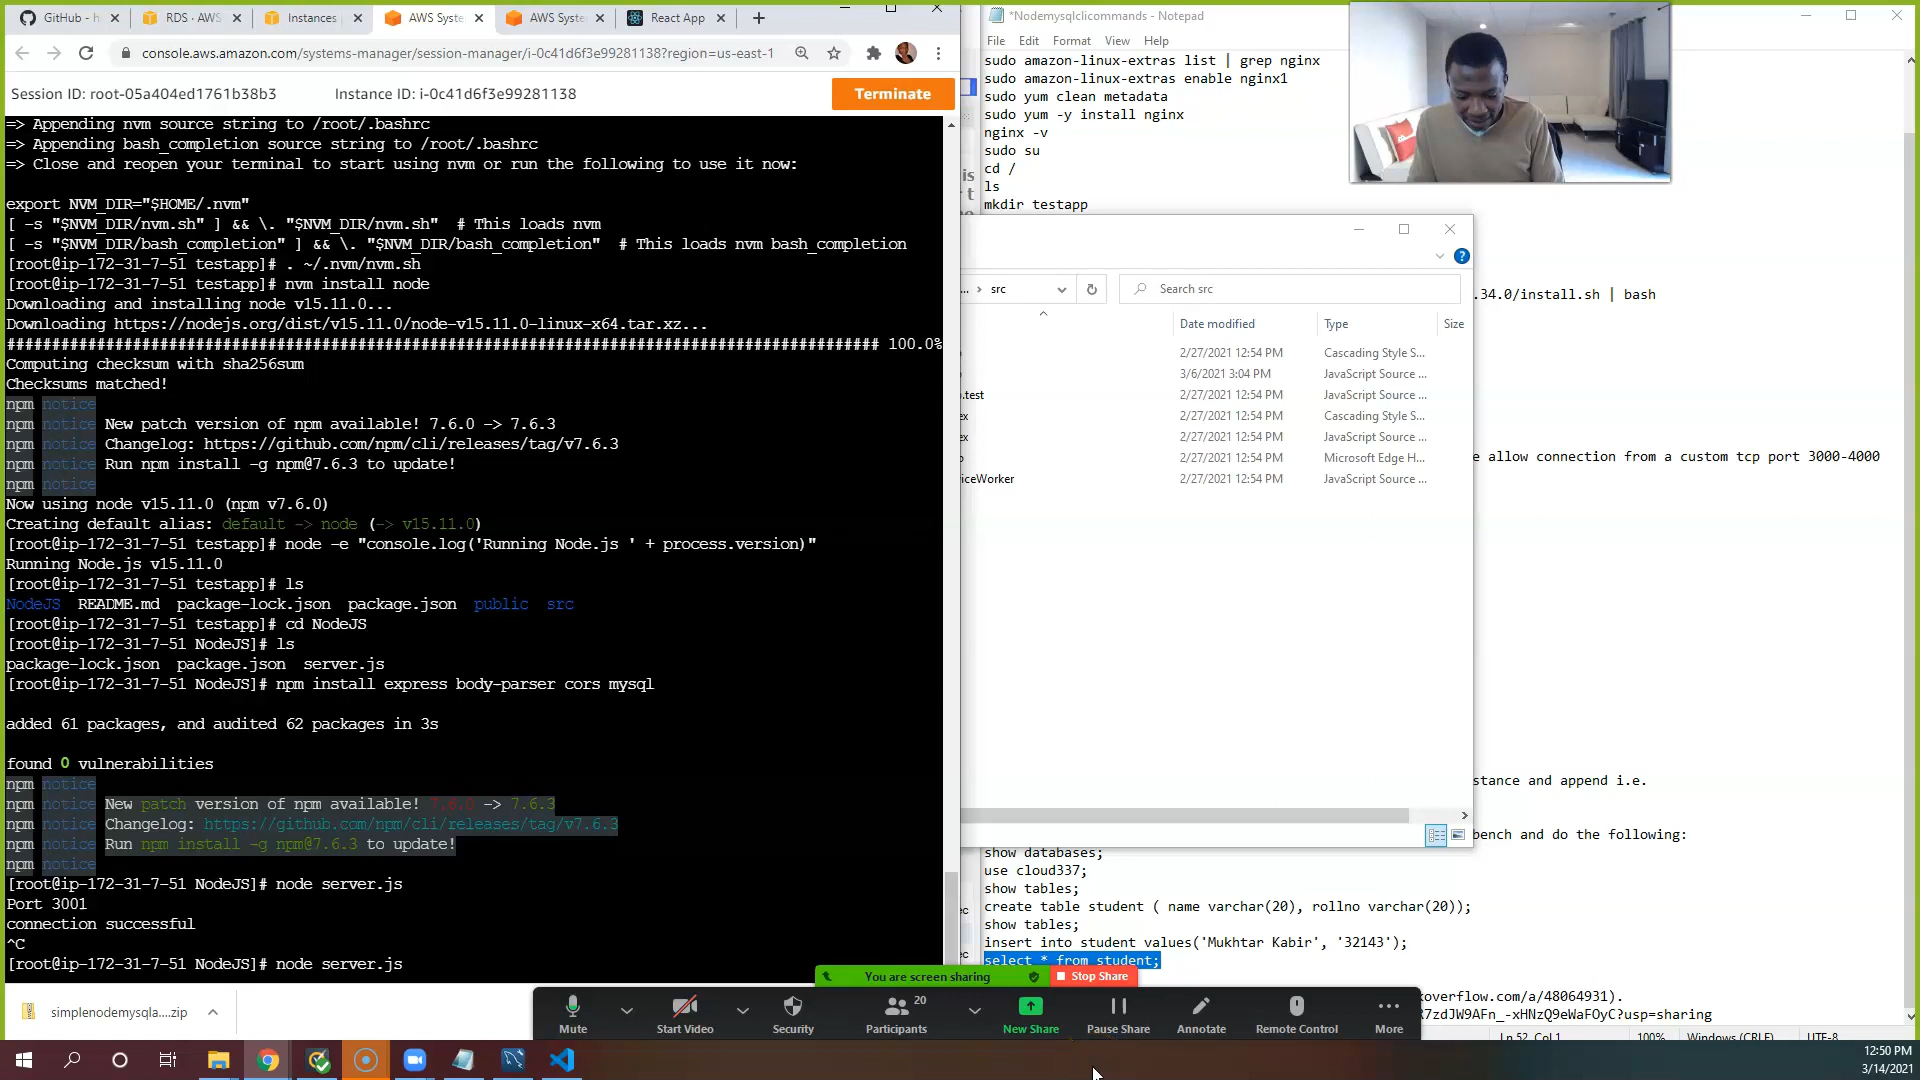 GitHub - h
RDS · AWS
Instances
AWS Syste
AWS Syste
React App
console.aws.amazon.com/systems-manager/session-manager/i-0c41d6f3e99281138?region=us-east-1
Session ID: root-05a404ed1761b38b3
Instance ID: i-0c41d6f3e99281138
Terminate
=> Appending nvm source string to /root/.bashrc
=> Appending bash_completion source string to /root/.bashrc
=> Close and reopen your terminal to start using nvm or run the following to use it now:
export NVM_DIR="$HOME/.nvm"
[ -s "$NVM_DIR/nvm.sh" ] && \. "$NVM_DIR/nvm.sh"  # This loads nvm
[ -s "$NVM_DIR/bash_completion" ] && \. "$NVM_DIR/bash_completion"  # This loads nvm bash_completion
[root@ip-172-31-7-51 testapp]# . ~/.nvm/nvm.sh
[root@ip-172-31-7-51 testapp]# nvm install node
Downloading and installing node v15.11.0...
Downloading https://nodejs.org/dist/v15.11.0/node-v15.11.0-linux-x64.tar.xz...
################################################################################################# 100.0%
Computing checksum with sha256sum
Checksums matched!
npm notice
npm notice New patch version of npm available! 7.6.0 -> 7.6.3
npm notice Changelog: https://github.com/npm/cli/releases/tag/v7.6.3
npm notice Run npm install -g npm@7.6.3 to update!
npm notice
Now using node v15.11.0 (npm v7.6.0)
Creating default alias: default -> node (-> v15.11.0)
[root@ip-172-31-7-51 testapp]# node -e "console.log('Running Node.js ' + process.version)"
Running Node.js v15.11.0
[root@ip-172-31-7-51 testapp]# ls
NodeJS  README.md  package-lock.json  package.json  public  src
[root@ip-172-31-7-51 testapp]# cd NodeJS
[root@ip-172-31-7-51 NodeJS]# ls
package-lock.json  package.json  server.js
[root@ip-172-31-7-51 NodeJS]# npm install express body-parser cors mysql
added 61 packages, and audited 62 packages in 3s
found 0 vulnerabilities
npm notice
npm notice New patch version of npm available! 7.6.0 -> 7.6.3
npm notice Changelog: https://github.com/npm/cli/releases/tag/v7.6.3
npm notice Run npm install -g npm@7.6.3 to update!
npm notice
[root@ip-172-31-7-51 NodeJS]# node server.js
Port 3001
connection successful
^C
[root@ip-172-31-7-51 NodeJS]# node server.js
simplenodemysqla....zip
*Nodemysqlclicommands - Notepad
File Edit Format View Help
sudo amazon-linux-extras list | grep nginx
sudo amazon-linux-extras enable nginx1
sudo yum clean metadata
sudo yum -y install nginx
nginx -v
sudo su
cd /
ls
mkdir testapp
.34.0/install.sh | bash
e allow connection from a custom tcp port 3000-4000
stance and append i.e.
bench and do the following:
... › src
Search src
Date modified Type Size
2/27/2021 12:54 PM Cascading Style S...
3/6/2021 3:04 PM JavaScript Source ...
.test 2/27/2021 12:54 PM JavaScript Source ...
ex 2/27/2021 12:54 PM Cascading Style S...
ex 2/27/2021 12:54 PM JavaScript Source ...
2/27/2021 12:54 PM Microsoft Edge H...
iceWorker 2/27/2021 12:54 PM JavaScript Source ...
show databases;
use cloud337;
show tables;
create table student ( name varchar(20), rollno varchar(20));
show tables;
insert into student values('Mukhtar Kabir', '32143');
select * from student;
overflow.com/a/48064931).
R7zdJW9AFn_-xHNzQ9eWaFOyC?usp=sharing
Ln 52, Col 1 100% Windows (CRLF) UTF-8
You are screen sharing
Stop Share
Mute
Start Video
Security
Participants 20
New Share
Pause Share
Annotate
Remote Control
More
12:50 PM
3/14/2021